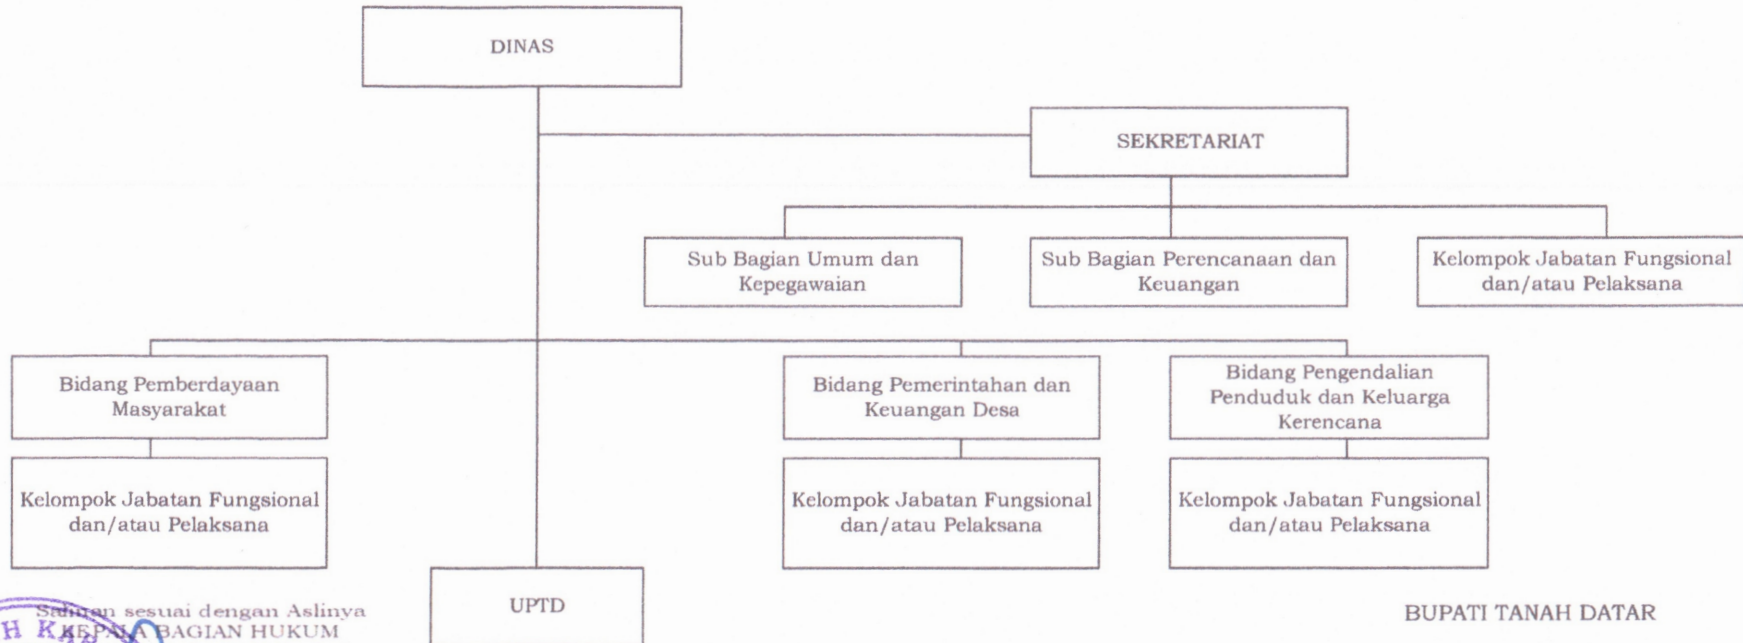 DINAS
SEKRETARIAT
Sub Bagian Umum dan
Kepegawaian
Sub Bagian Perencanaan dan
Keuangan
Kelompok Jabatan Fungsional
dan/atau Pelaksana
Bidang Pemberdayaan
Masyarakat
Bidang Pemerintahan dan
Keuangan Desa
Bidang Pengendalian
Penduduk dan Keluarga
Kerencana
Kelompok Jabatan Fungsional
dan/atau Pelaksana
Kelompok Jabatan Fungsional
dan/atau Pelaksana
Kelompok Jabatan Fungsional
dan/atau Pelaksana
UPTD
Salinan sesuai dengan Aslinya
KEPALA BAGIAN HUKUM
H KAB
BUPATI TANAH DATAR